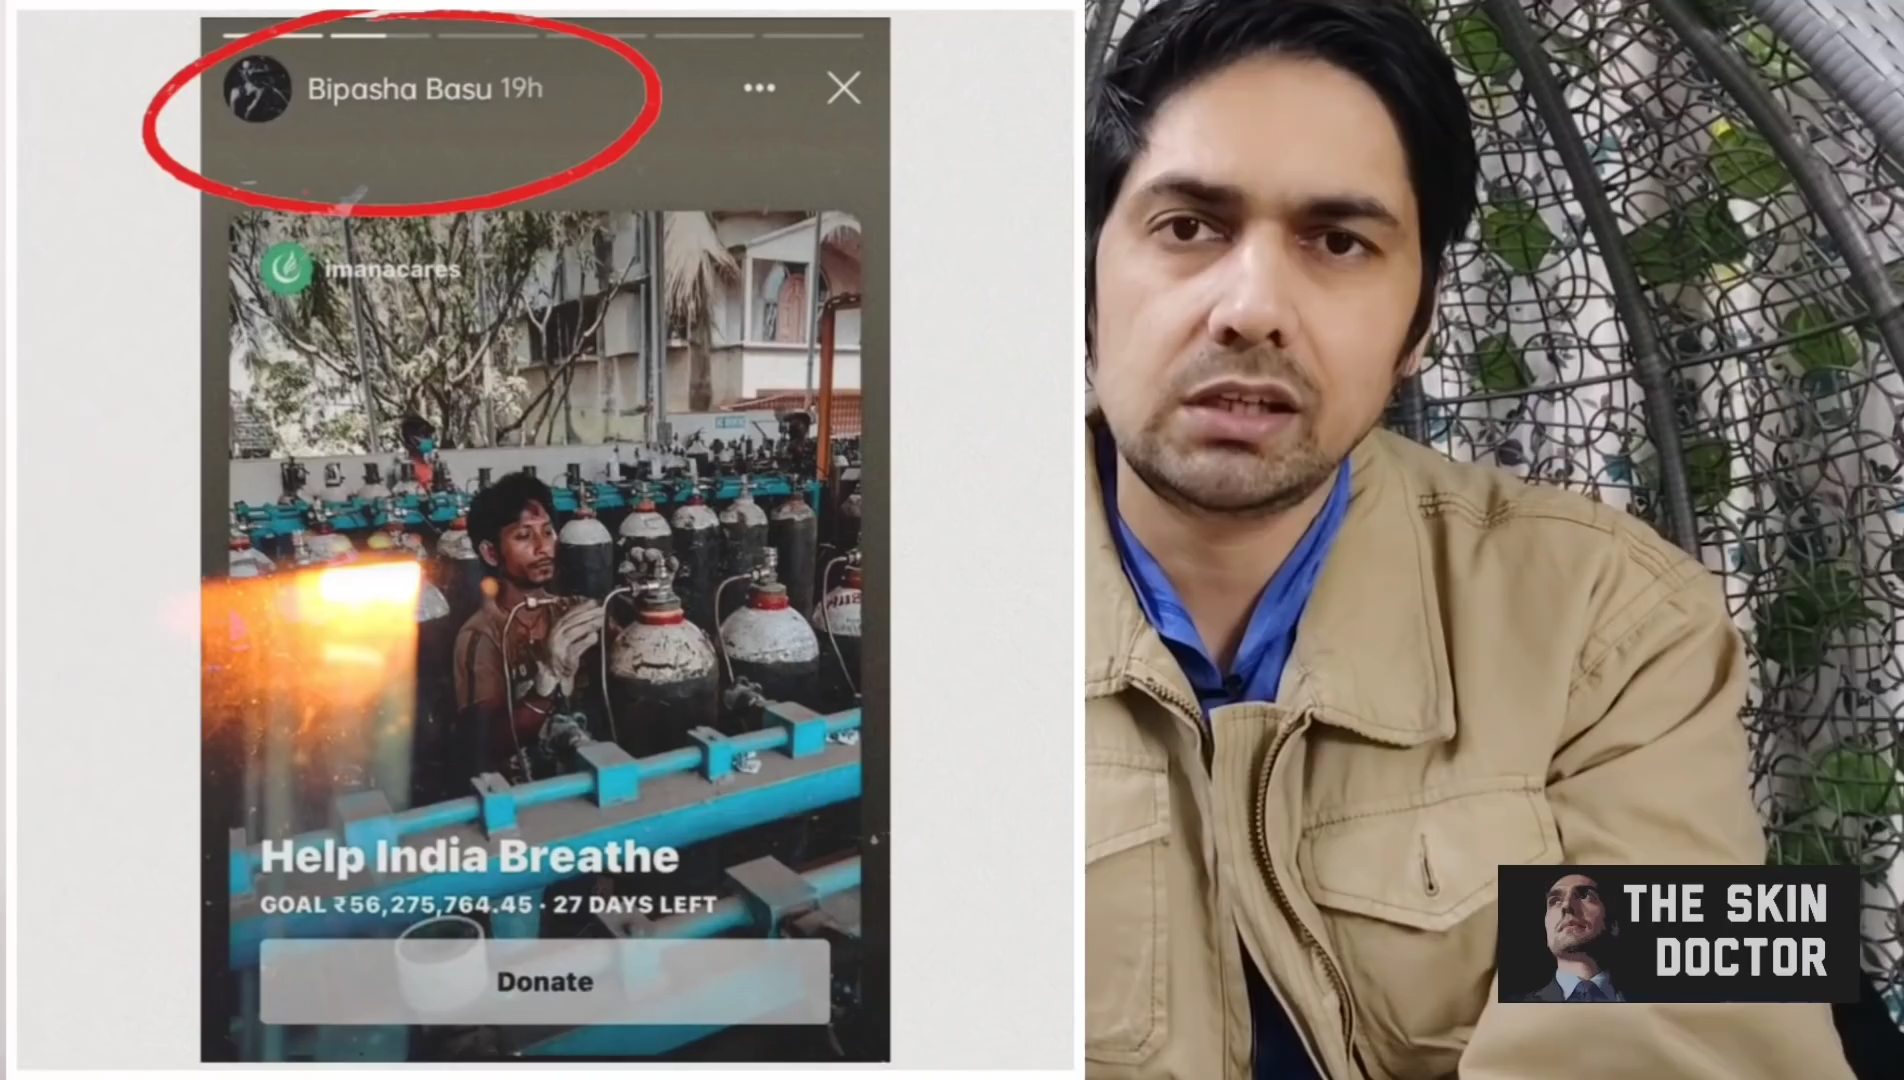 Bipasha Basu 19h
imanacares
Help India Breathe
GOAL ₹56,275,764.45 · 27 DAYS LEFT
Donate
THE SKIN
DOCTOR